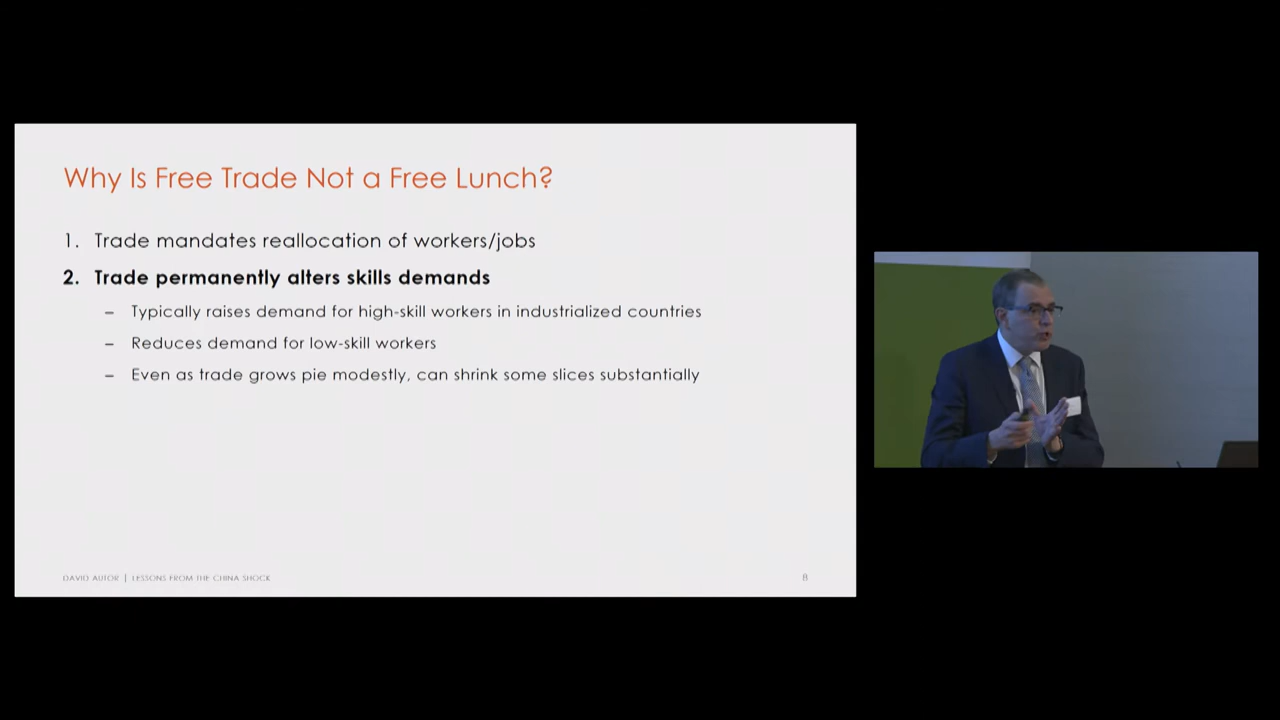 Why Is Free Trade Not a Free Lunch?
1. Trade mandates reallocation of workers/jobs
2. Trade permanently alters skills demands
– Typically raises demand for high-skill workers in industrialized countries
– Reduces demand for low-skill workers
– Even as trade grows pie modestly, can shrink some slices substantially
DAVID AUTOR | LESSONS FROM THE CHINA SHOCK
8